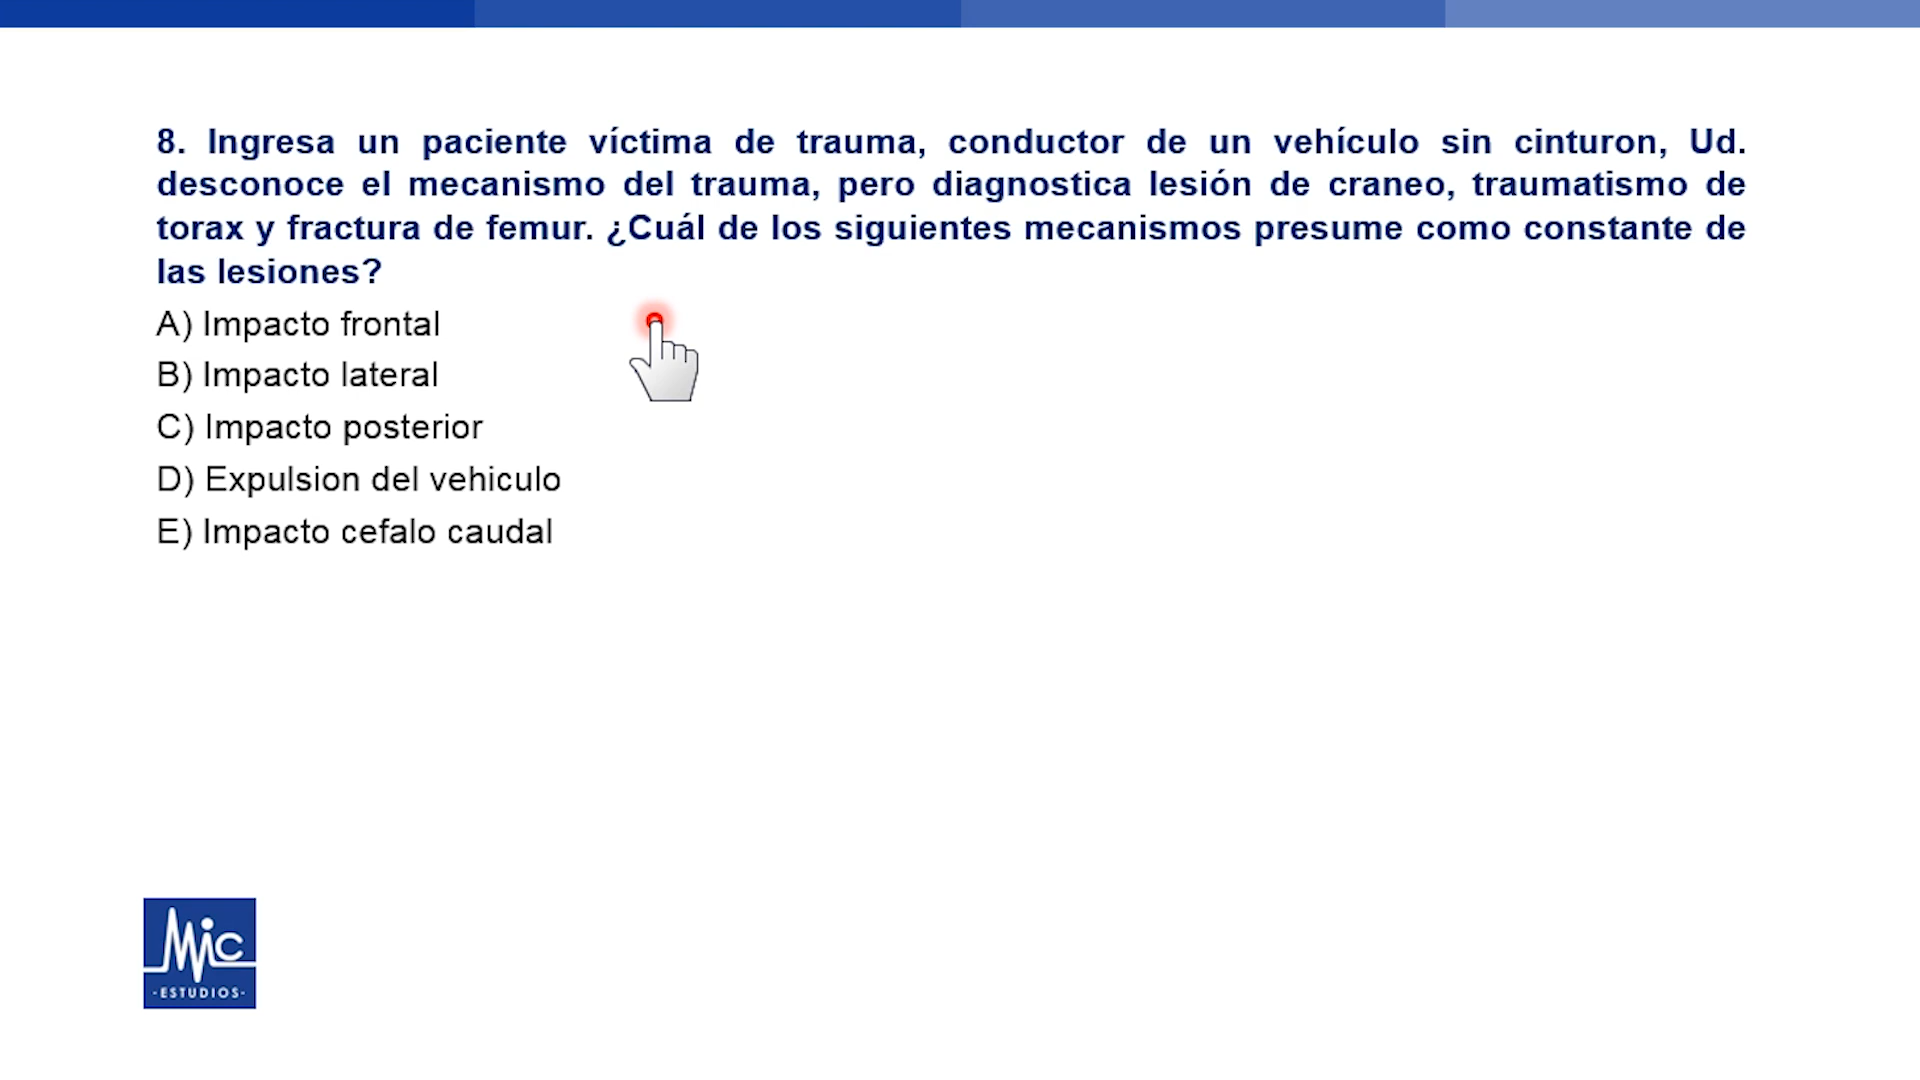 8. Ingresa un paciente víctima de trauma, conductor de un vehículo sin cinturon, Ud.
desconoce el mecanismo del trauma, pero diagnostica lesión de craneo, traumatismo de
torax y fractura de femur. ¿Cuál de los siguientes mecanismos presume como constante de
las lesiones?
A) Impacto frontal
B) Impacto lateral
C) Impacto posterior
D) Expulsion del vehiculo
E) Impacto cefalo caudal
Mic
·ESTUDIOS·